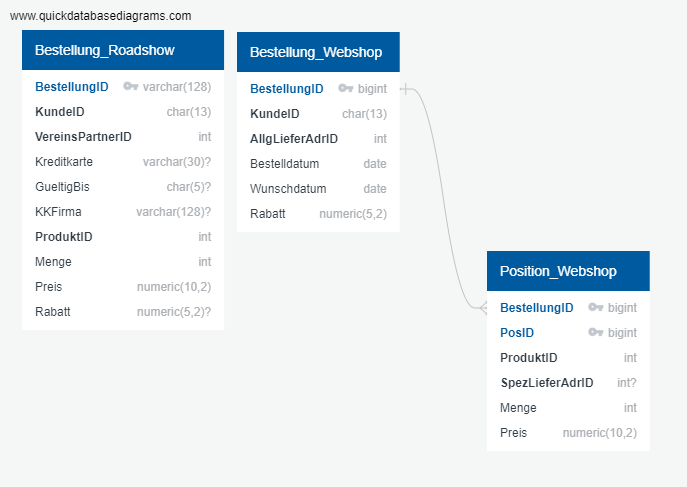 www.quickdatabasediagrams.com
Bestellung_Roadshow
BestellungID varchar(128)
KundeID char(13)
VereinsPartnerID int
Kreditkarte varchar(30)?
GueltigBis char(5)?
KKFirma varchar(128)?
ProduktID int
Menge int
Preis numeric(10,2)
Rabatt numeric(5,2)?
Bestellung_Webshop
BestellungID bigint
KundeID char(13)
AllgLieferAdrID int
Bestelldatum date
Wunschdatum date
Rabatt numeric(5,2)
Position_Webshop
BestellungID bigint
PosID bigint
ProduktID int
SpezLieferAdrID int?
Menge int
Preis numeric(10,2)